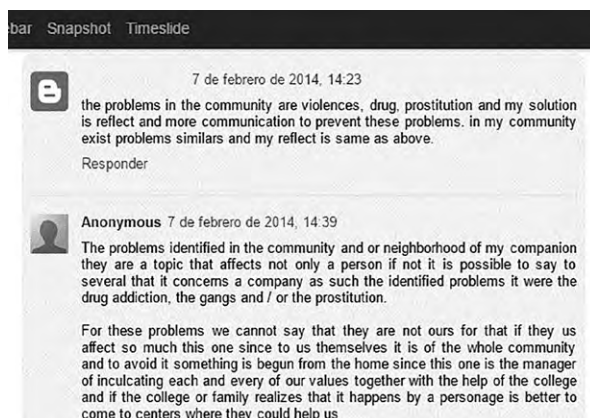 ebar Snapshot Timeslide
7 de febrero de 2014, 14:23
the problems in the community are violences, drug, prostitution and my solution
is reflect and more communication to prevent these problems. in my community
exist problems similars and my reflect is same as above.
Responder
Anonymous 7 de febrero de 2014, 14:39
The problems identified in the community and or neighborhood of my companion
they are a topic that affects not only a person if not it is possible to say to
several that it concerns a company as such the identified problems it were the
drug addiction, the gangs and / or the prostitution.
For these problems we cannot say that they are not ours for that if they us
affect so much this one since to us themselves it is of the whole community
and to avoid it something is begun from the home since this one is the manager
of inculcating each and every of our values together with the help of the college
and if the college or family realizes that it happens by a personage is better to
come to centers where they could help us